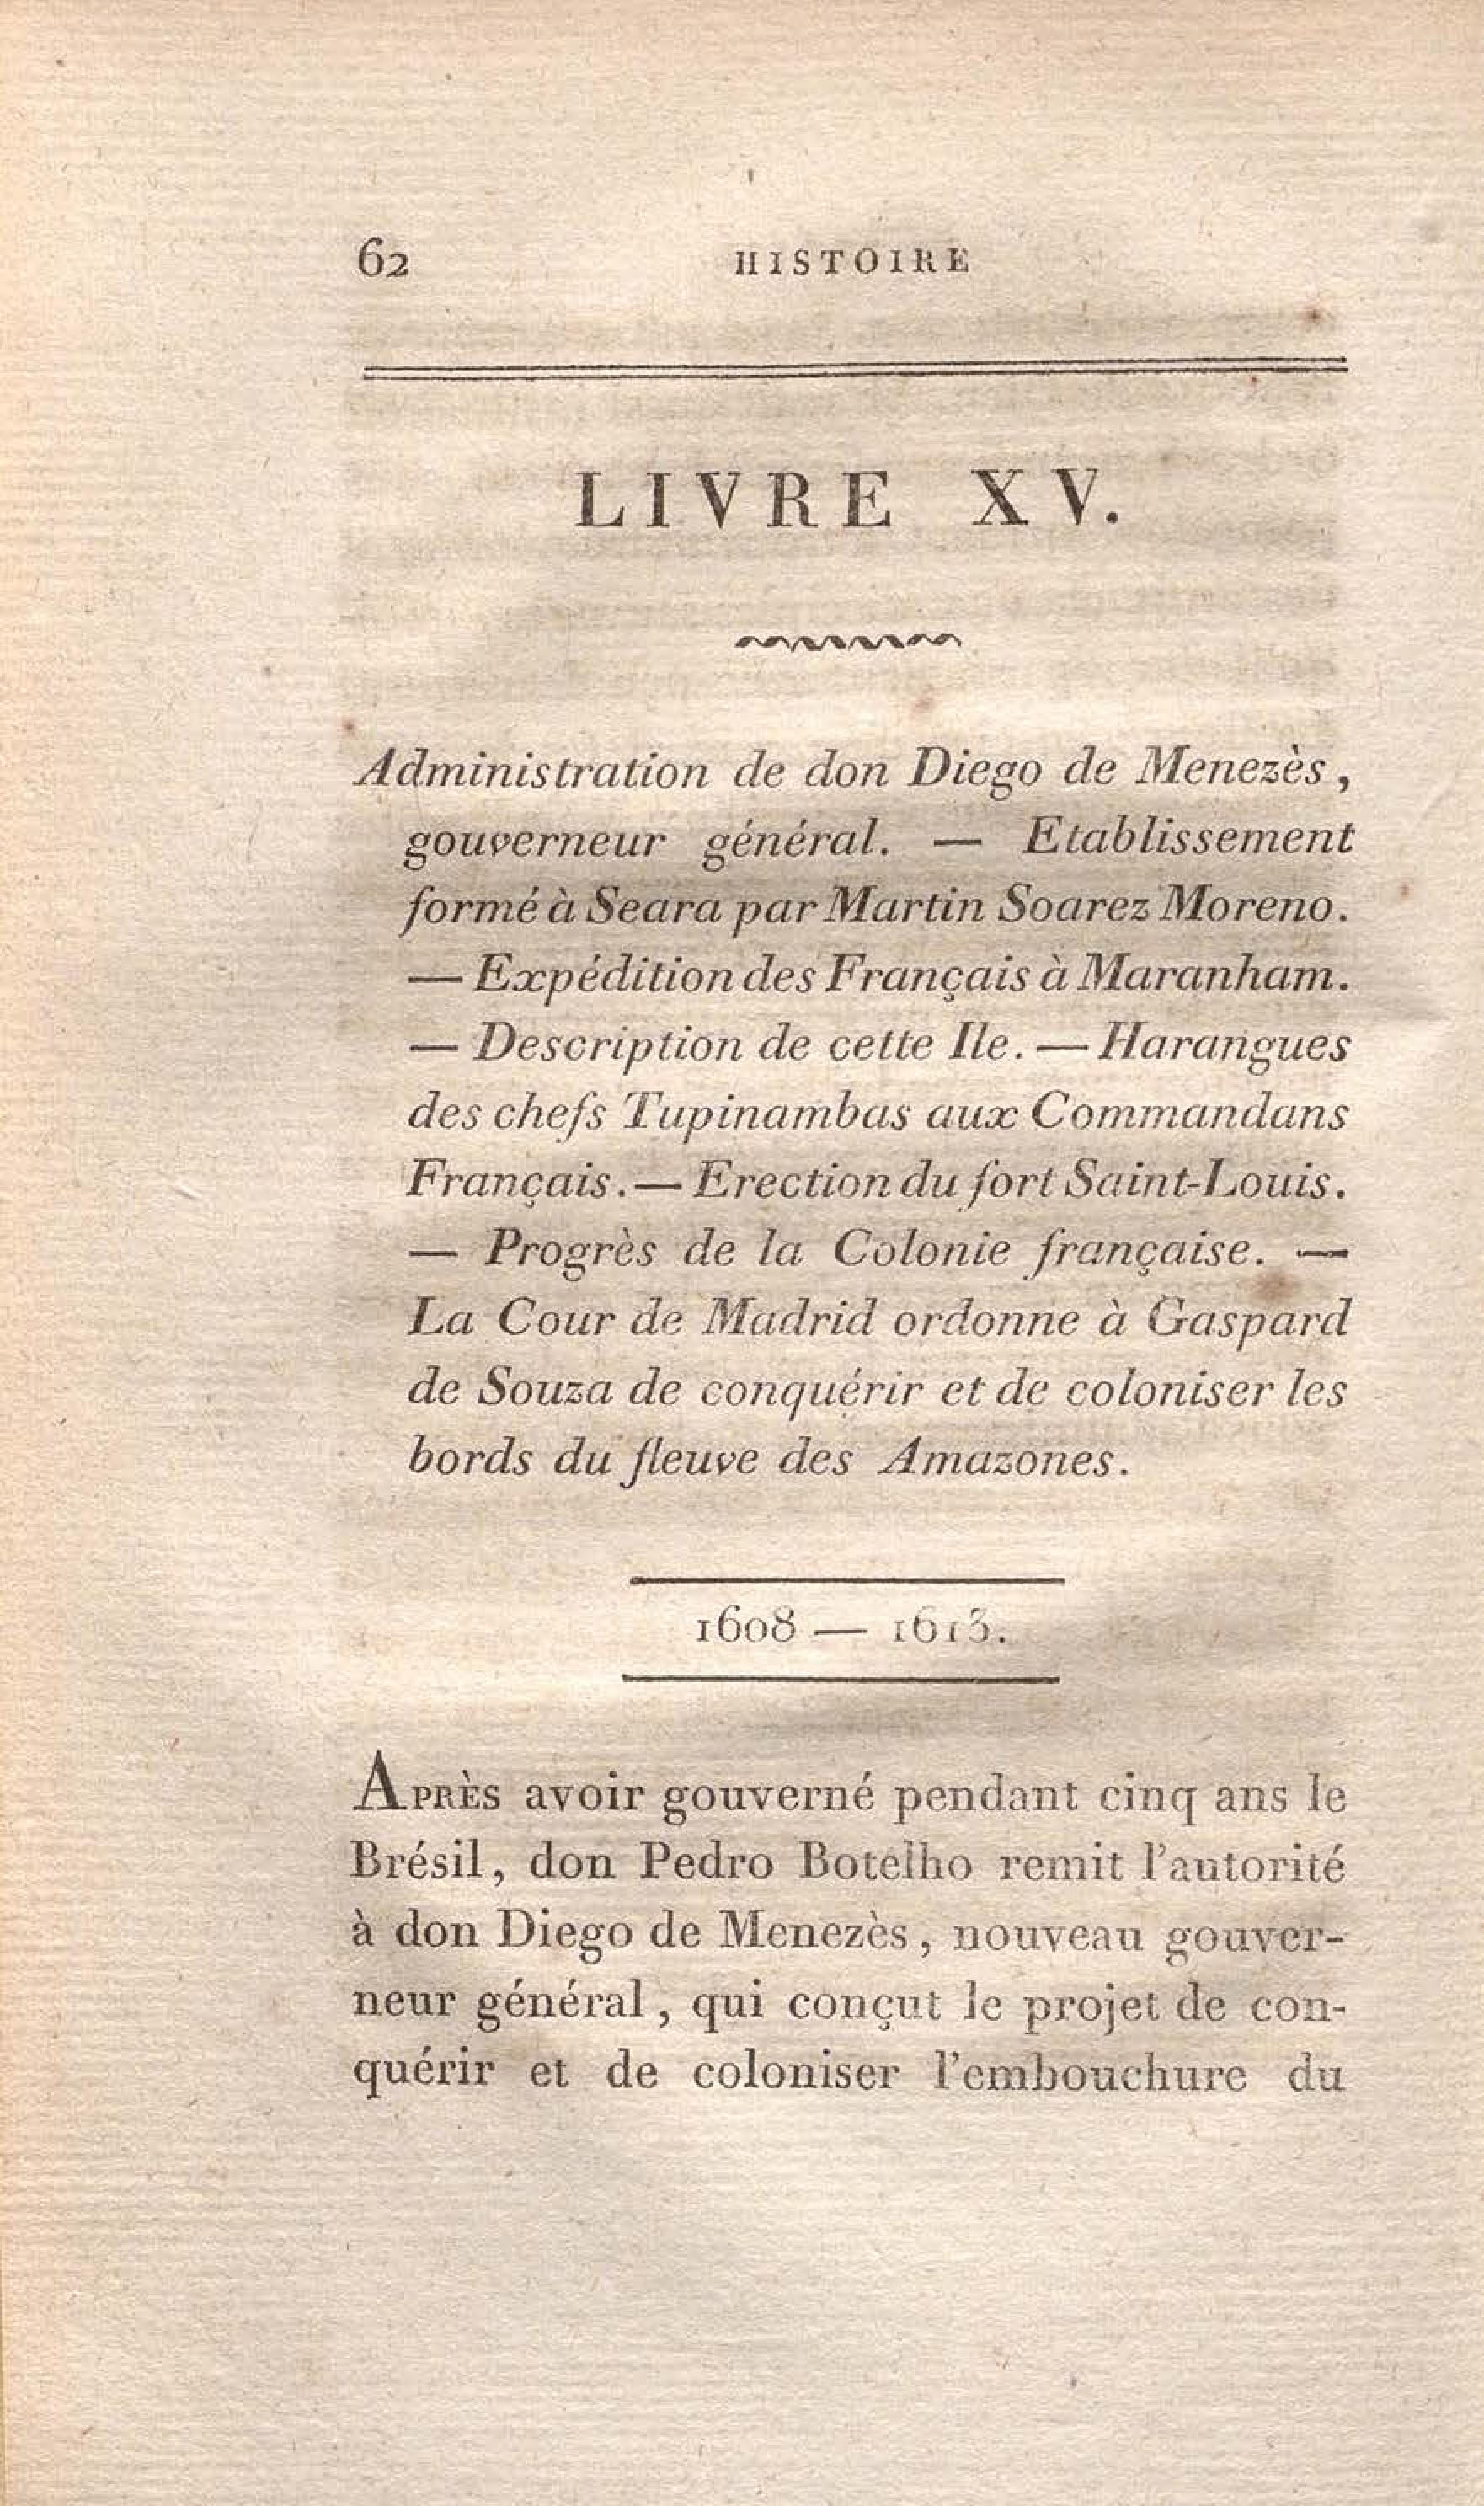 62 HISTOIRE
LIVRE XV.
Administration de don Diego de Menezès,
gouverneur général. — Etablissement
formé à Seara par Martin Soarez Moreno.
— Expédition des Français à Maranham.
— Description de cette Ile. — Harangues
des chefs Tupinambas aux Commandans
Français. — Erection du fort Saint-Louis.
— Progrès de la Colonie française. —
La Cour de Madrid ordonne à Gaspard
de Souza de conquérir et de coloniser les
bords du fleuve des Amazones.
1608 — 1613.
APRÈS avoir gouverné pendant cinq ans le
Brésil, don Pedro Botelho remit l'autorité
à don Diego de Menezès, nouveau gouver-
neur général, qui conçut le projet de con-
quérir et de coloniser l'embouchure du